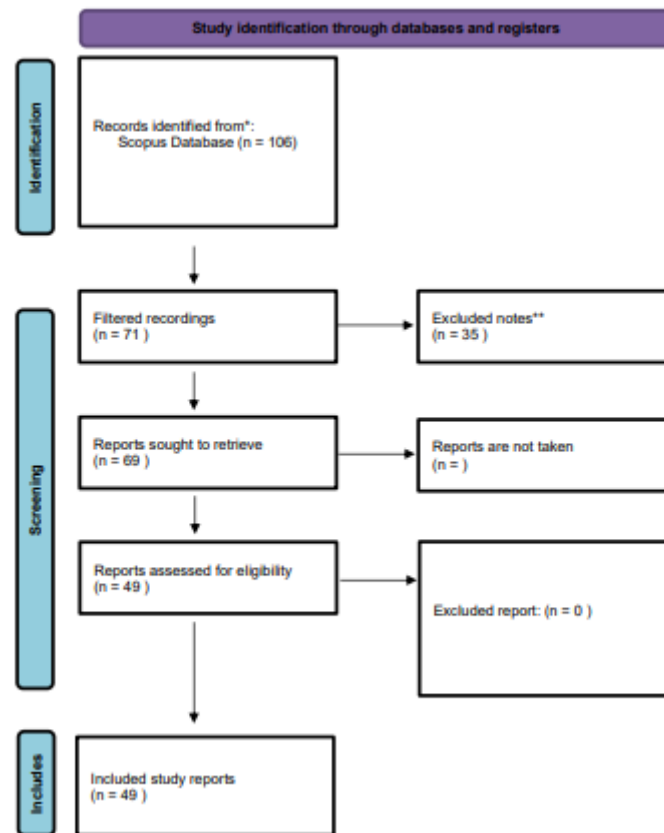 Study identification through databases and registers
Identification
Records identified from*:
Scopus Database (n = 106)
Screening
Filtered recordings
(n = 71 )
Excluded notes**
(n = 35 )
Reports sought to retrieve
(n = 69 )
Reports are not taken
(n = )
Reports assessed for eligibility
(n = 49 )
Excluded report: (n = 0 )
Includes
Included study reports
(n = 49 )